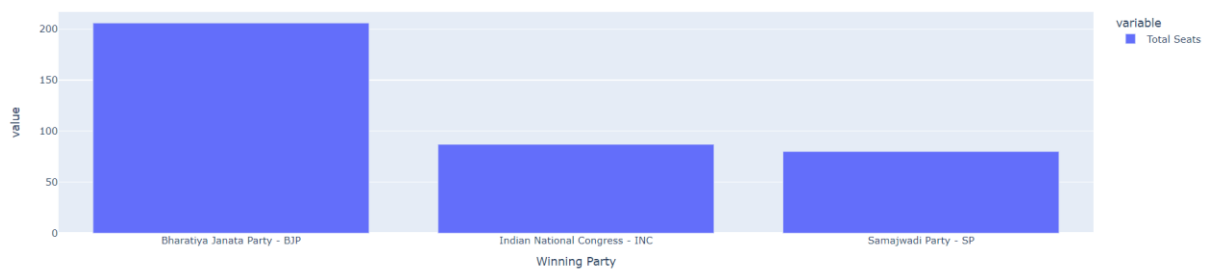 200
150
100
50
0
value
Bharatiya Janata Party - BJP
Indian National Congress - INC
Samajwadi Party - SP
Winning Party
variable
Total Seats